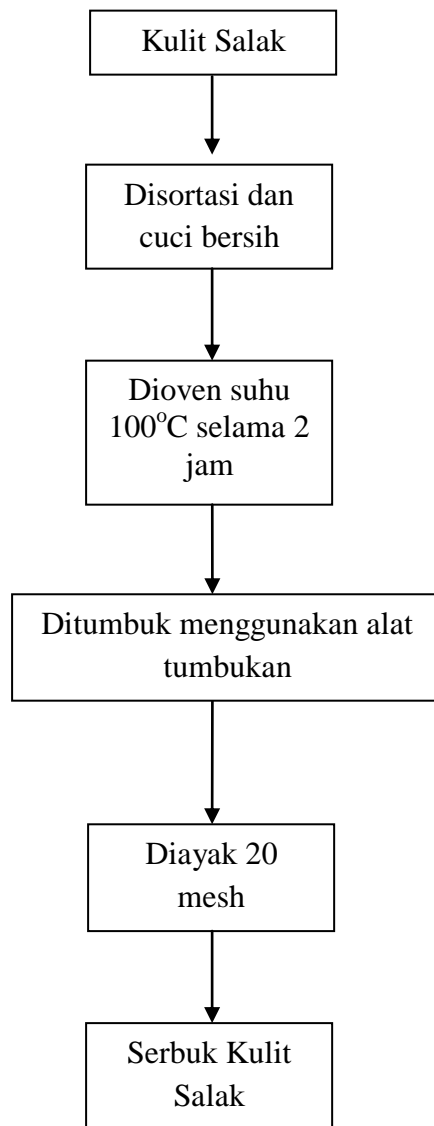 Kulit Salak
Disortasi dan
cuci bersih
Dioven suhu
100°C selama 2
jam
Ditumbuk menggunakan alat
tumbukan
Diayak 20
mesh
Serbuk Kulit
Salak